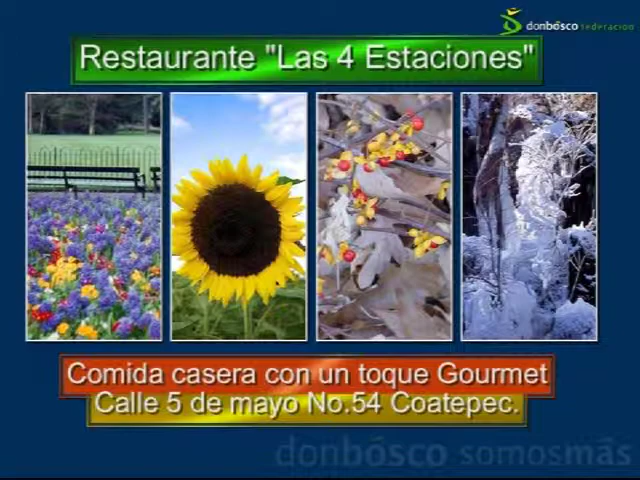 donbosco federacion
Restaurante "Las 4 Estaciones"
Comida casera con un toque Gourmet
Calle 5 de mayo No.54 Coatepec.
donbósco somosmás